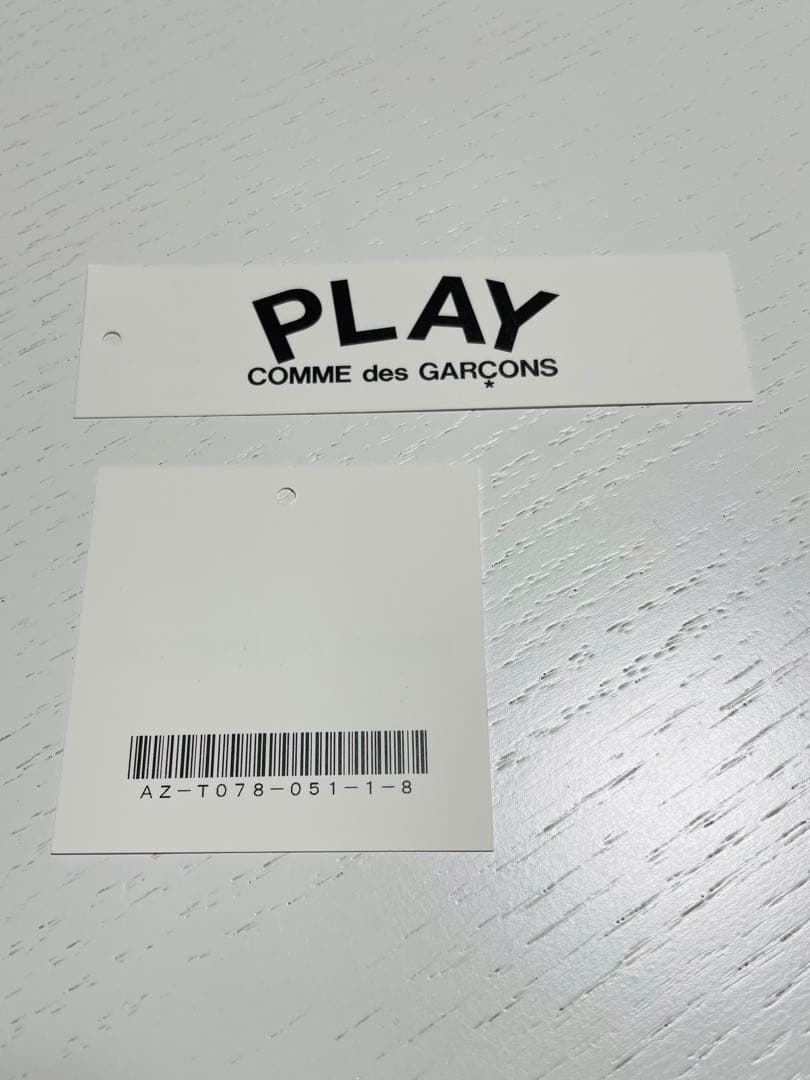 PLAY
COMME des GARÇONS
*
AZ-T078-051-1-8